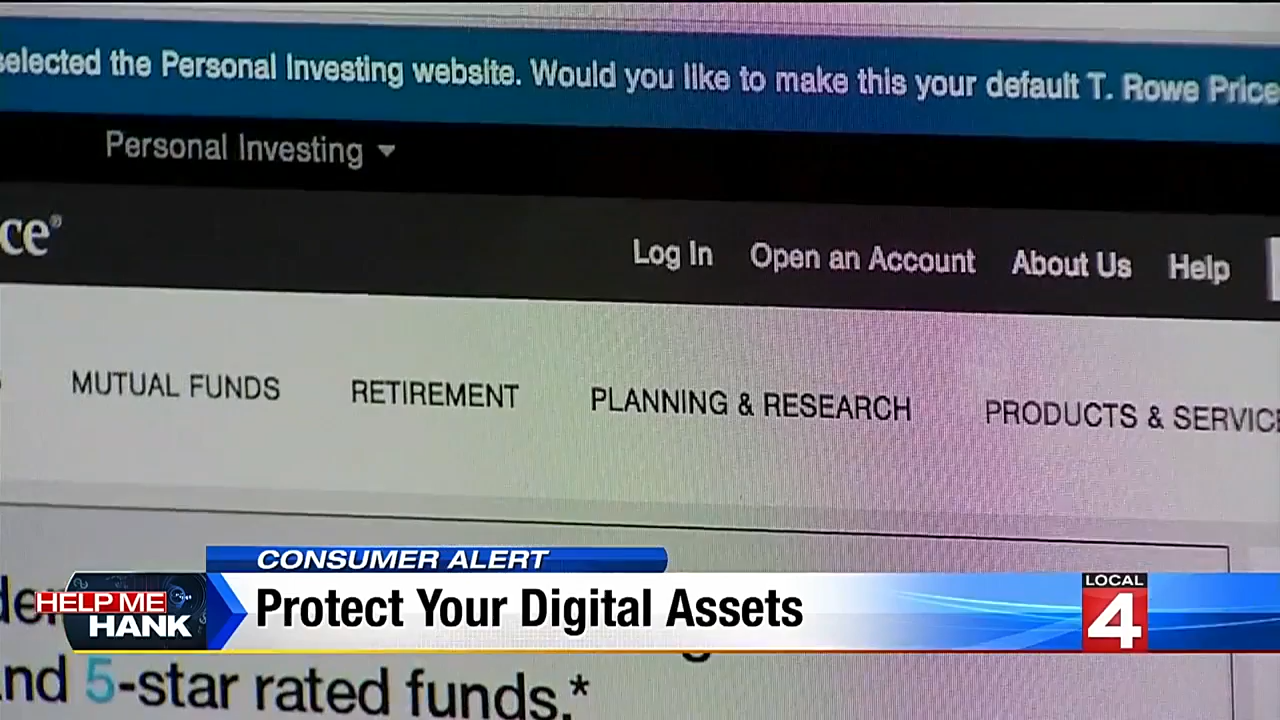 selected the Personal Investing website. Would you like to make this your default T. Rowe Price
Personal Investing
ce®
Log In Open an Account About Us Help
MUTUAL FUNDS RETIREMENT PLANNING & RESEARCH PRODUCTS & SERVICE
CONSUMER ALERT
HELP ME
HANK
Protect Your Digital Assets
LOCAL
4
nd 5-star rated funds.*